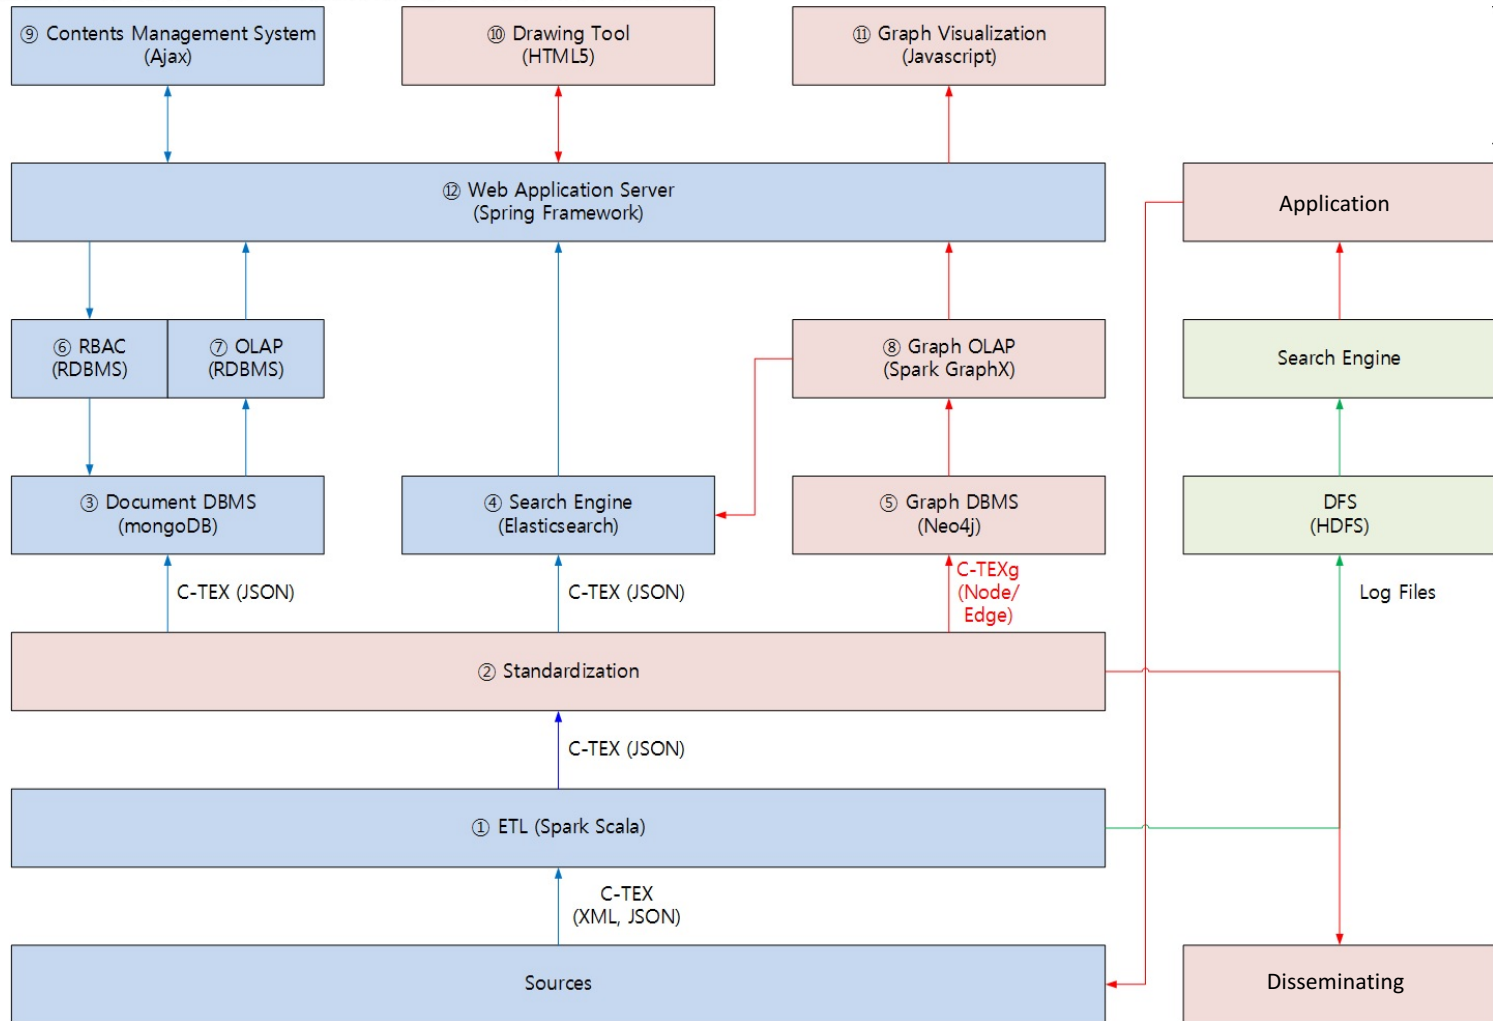 ⑨ Contents Management System
(Ajax)
⑩ Drawing Tool
(HTML5)
⑪ Graph Visualization
(Javascript)
⑫ Web Application Server
(Spring Framework)
Application
⑥ RBAC
(RDBMS)
⑦ OLAP
(RDBMS)
⑧ Graph OLAP
(Spark GraphX)
Search Engine
③ Document DBMS
(mongoDB)
④ Search Engine
(Elasticsearch)
⑤ Graph DBMS
(Neo4j)
DFS
(HDFS)
C-TEX (JSON)
C-TEX (JSON)
C-TEXg
(Node/
Edge)
Log Files
② Standardization
C-TEX (JSON)
① ETL (Spark Scala)
C-TEX
(XML, JSON)
Sources
Disseminating